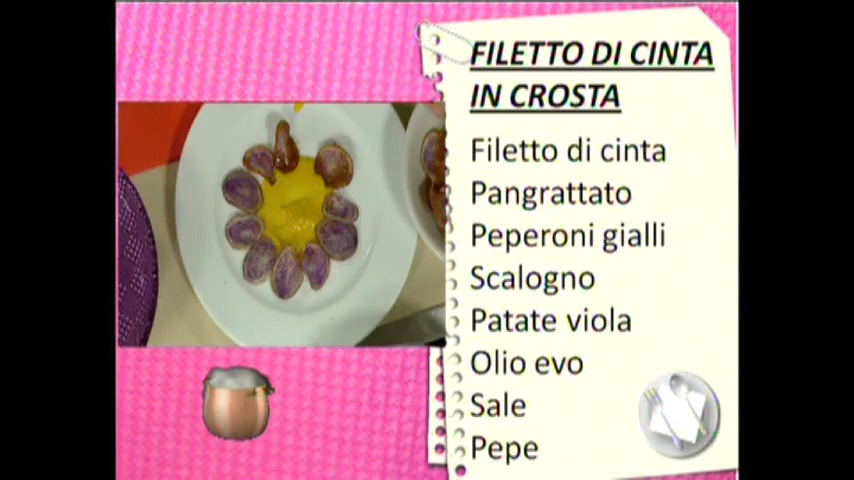 FILETTO DI CINTA
IN CROSTA
Filetto di cinta
Pangrattato
Peperoni gialli
Scalogno
Patate viola
Olio evo
Sale
Pepe